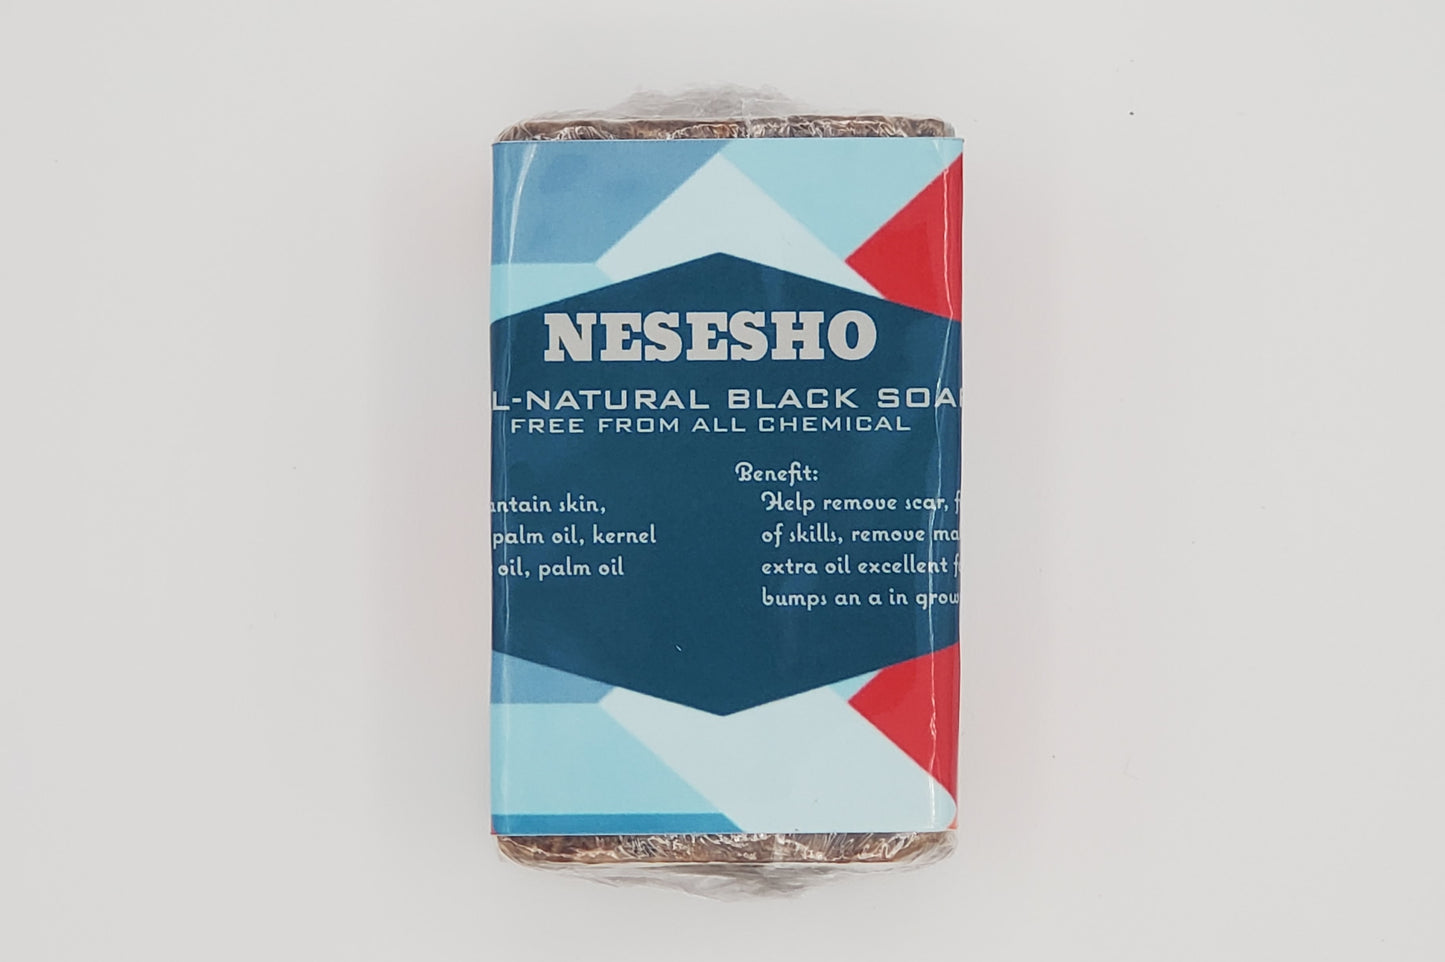 NESESHO
L-NATURAL BLACK SOAP
FREE FROM ALL CHEMICAL
antain skin,
palm oil, kernel
oil, palm oil
Benefit:
Help remove scar,
of skills, remove ma
extra oil excellent
bumps an a in grow